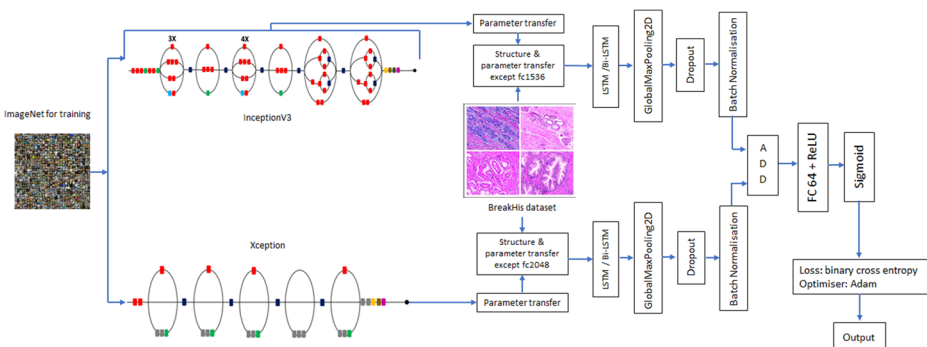 ImageNet for training
3X
4X
InceptionV3
Xception
Parameter transfer
Structure &
parameter transfer
except fc1536
BreakHis dataset
Structure &
parameter transfer
except fc2048
Parameter transfer
LSTM / Bi-LSTM
GlobalMaxPooling2D
Dropout
Batch Normalisation
LSTM / Bi-LSTM
GlobalMaxPooling2D
Dropout
Batch Normalisation
A
D
D
FC 64 + ReLU
Sigmoid
Loss: binary cross entropy
Optimiser: Adam
Output